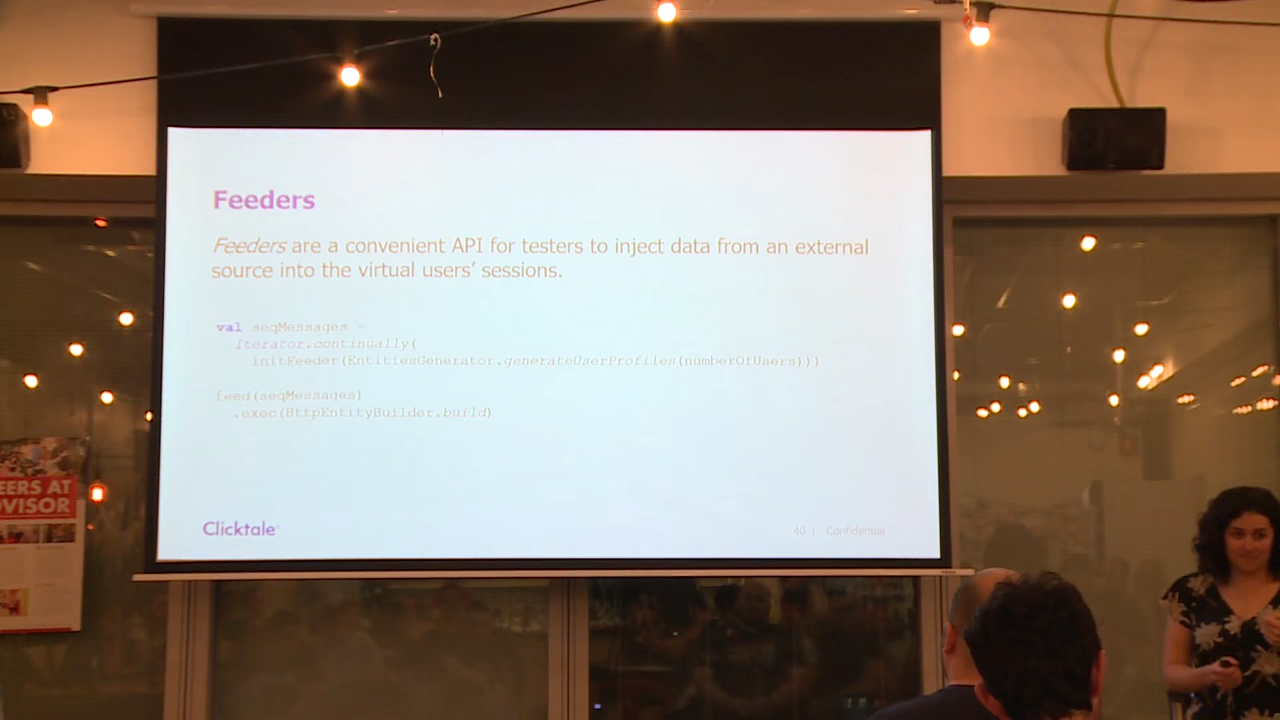 Feeders
Feeders are a convenient API for testers to inject data from an external
source into the virtual users' sessions.
val seqMessages =
Iterator.continually(
initFeeder(EntitiesGenerator.generateUserProfiles(numberOfUsers)))
feed(seqMessages)
.exec(HttpEntityBuilder.build)
Clicktale
40 | Confidential
EERS AT
VISOR